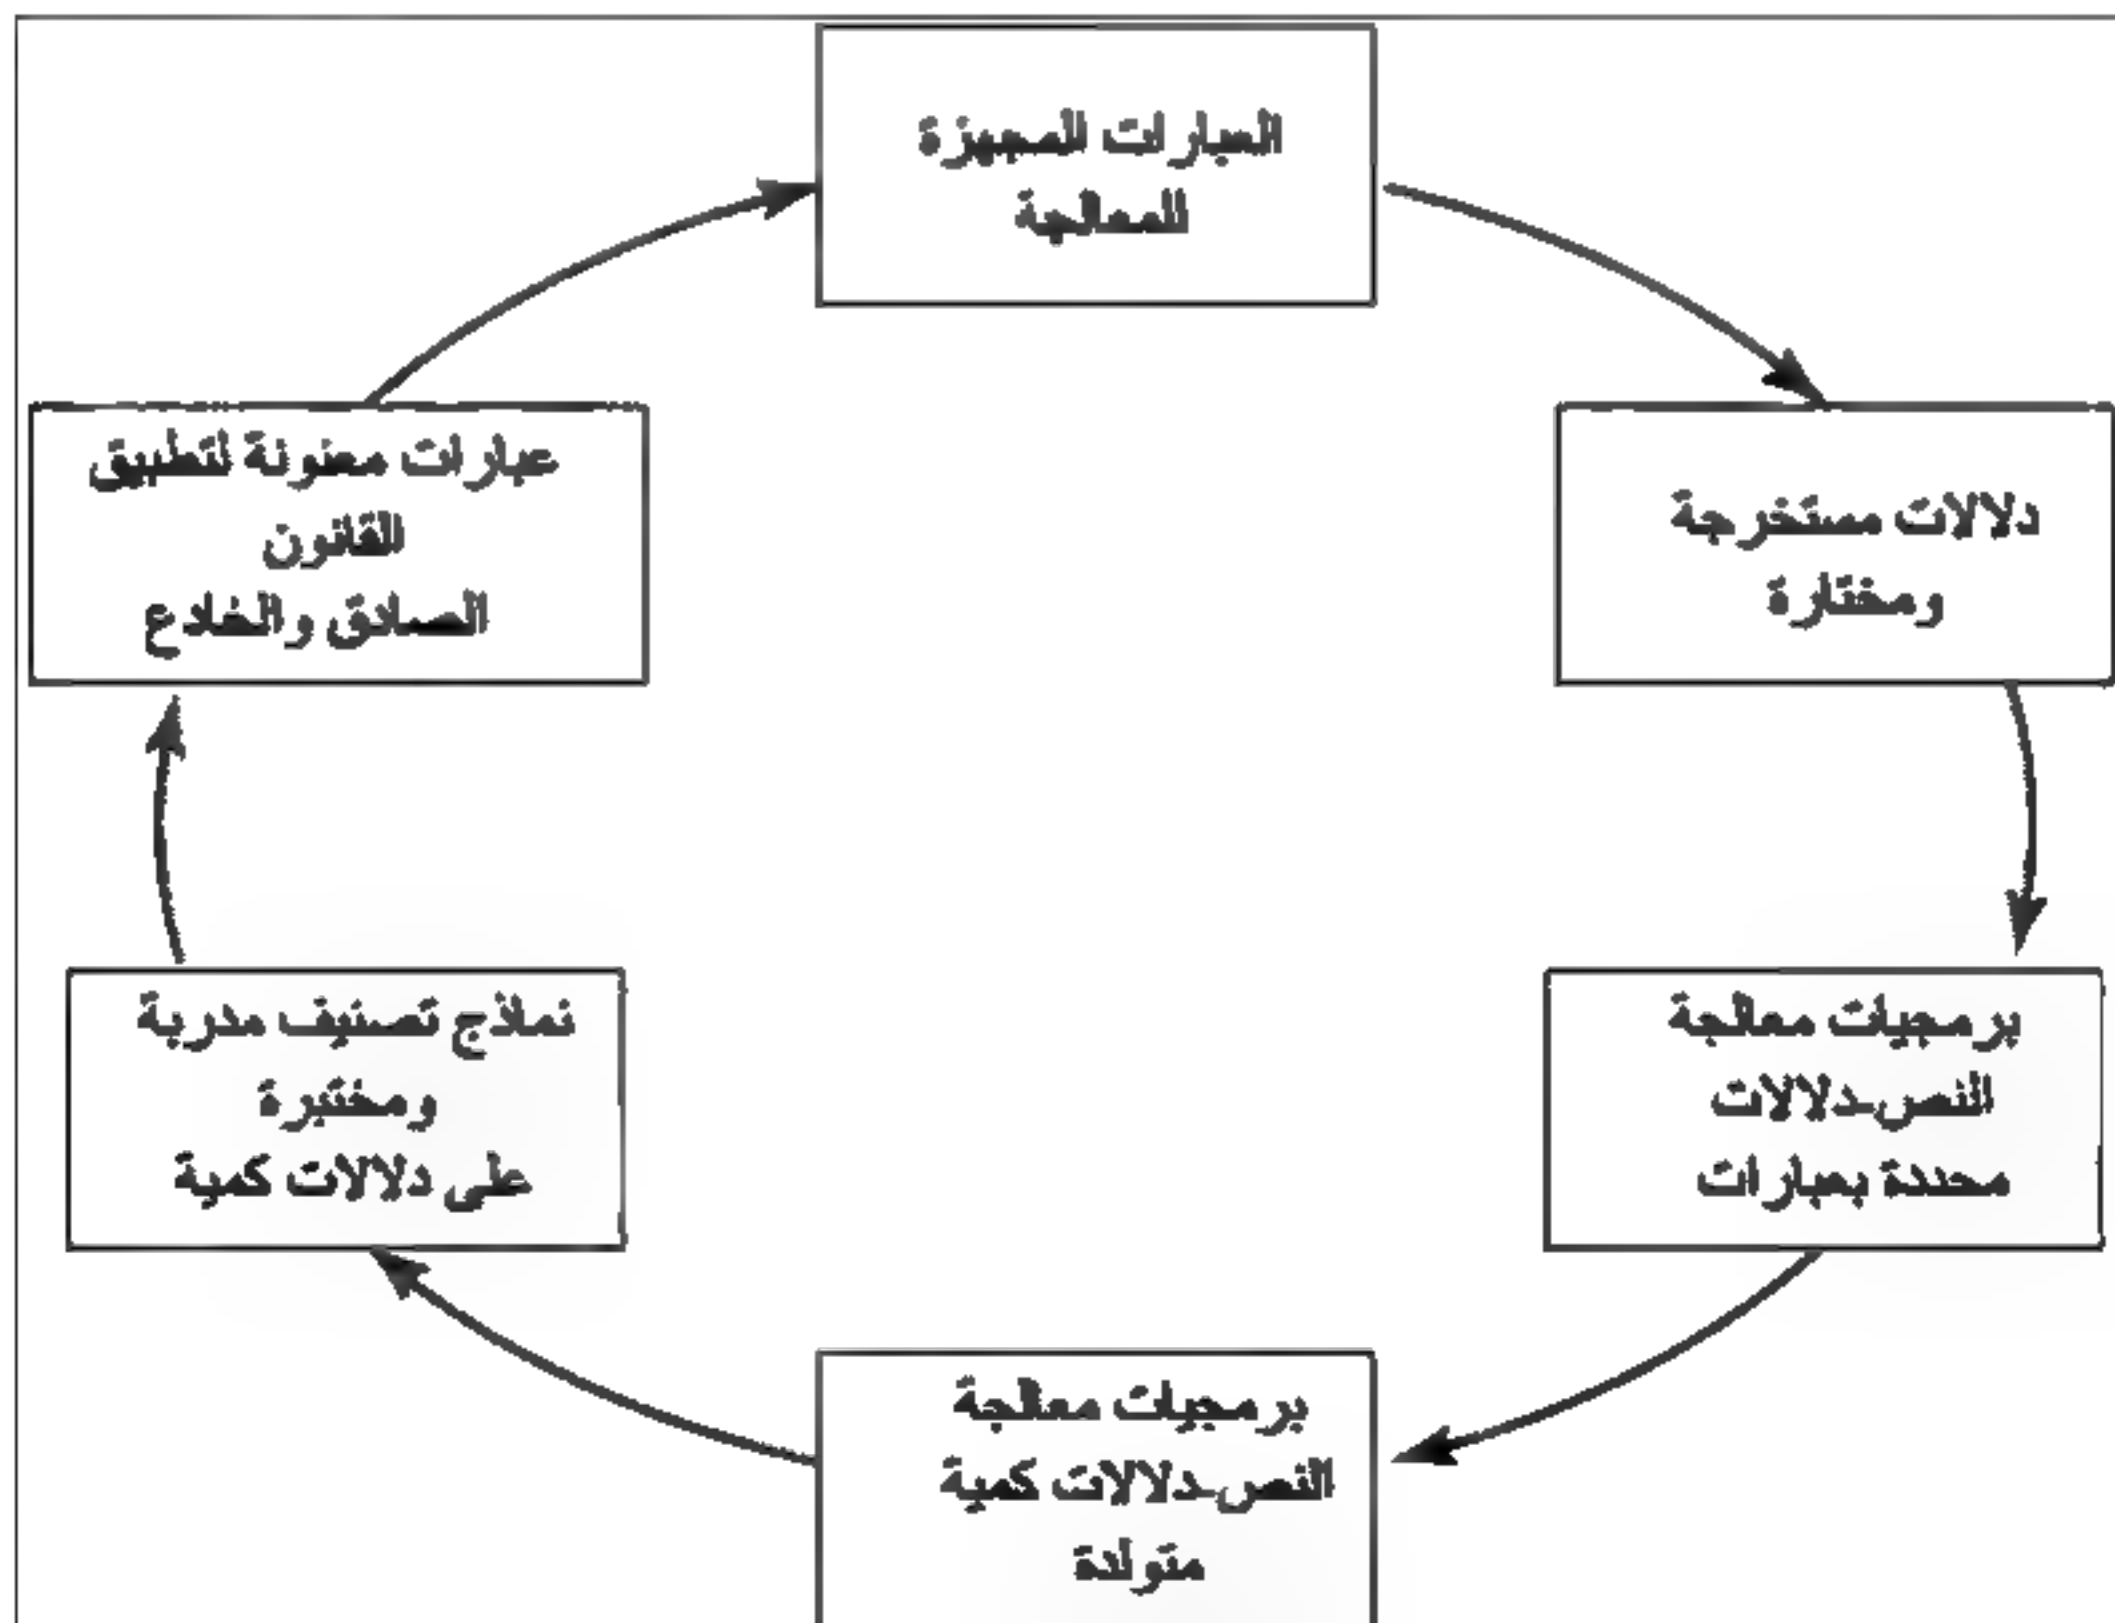 العبارات المجهزة
للمعالجة
دلالات مستخرجة
ومختارة
برمجيات معالجة
النص-دلالات
محددة بعبارات
برمجيات معالجة
النص-دلالات كمية
متولدة
نماذج تصنيف مدربة
ومختبرة
على دلالات كمية
عبارات معنونة لتطبيق
القانون
الصادق والخادع